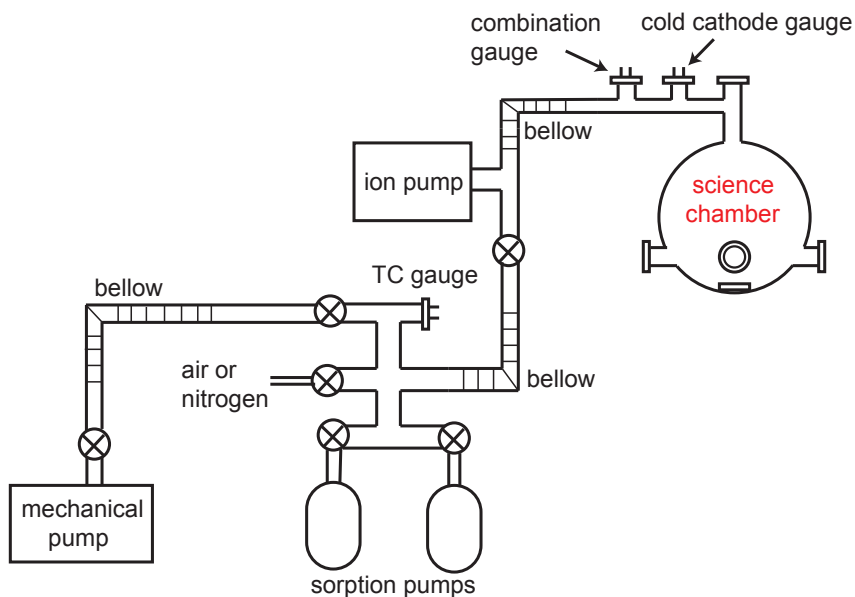 combination
gauge
cold cathode gauge
bellow
ion pump
science
chamber
TC gauge
bellow
air or
nitrogen
bellow
mechanical
pump
sorption pumps